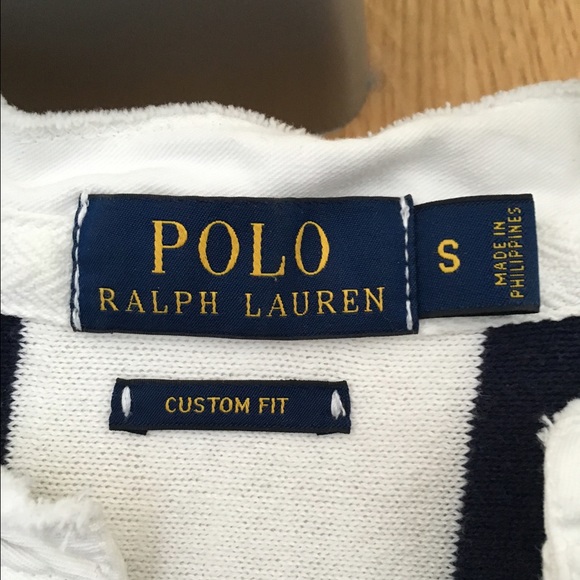 POLO
RALPH LAUREN
S
MADE IN
PHILIPPINES
CUSTOM FIT